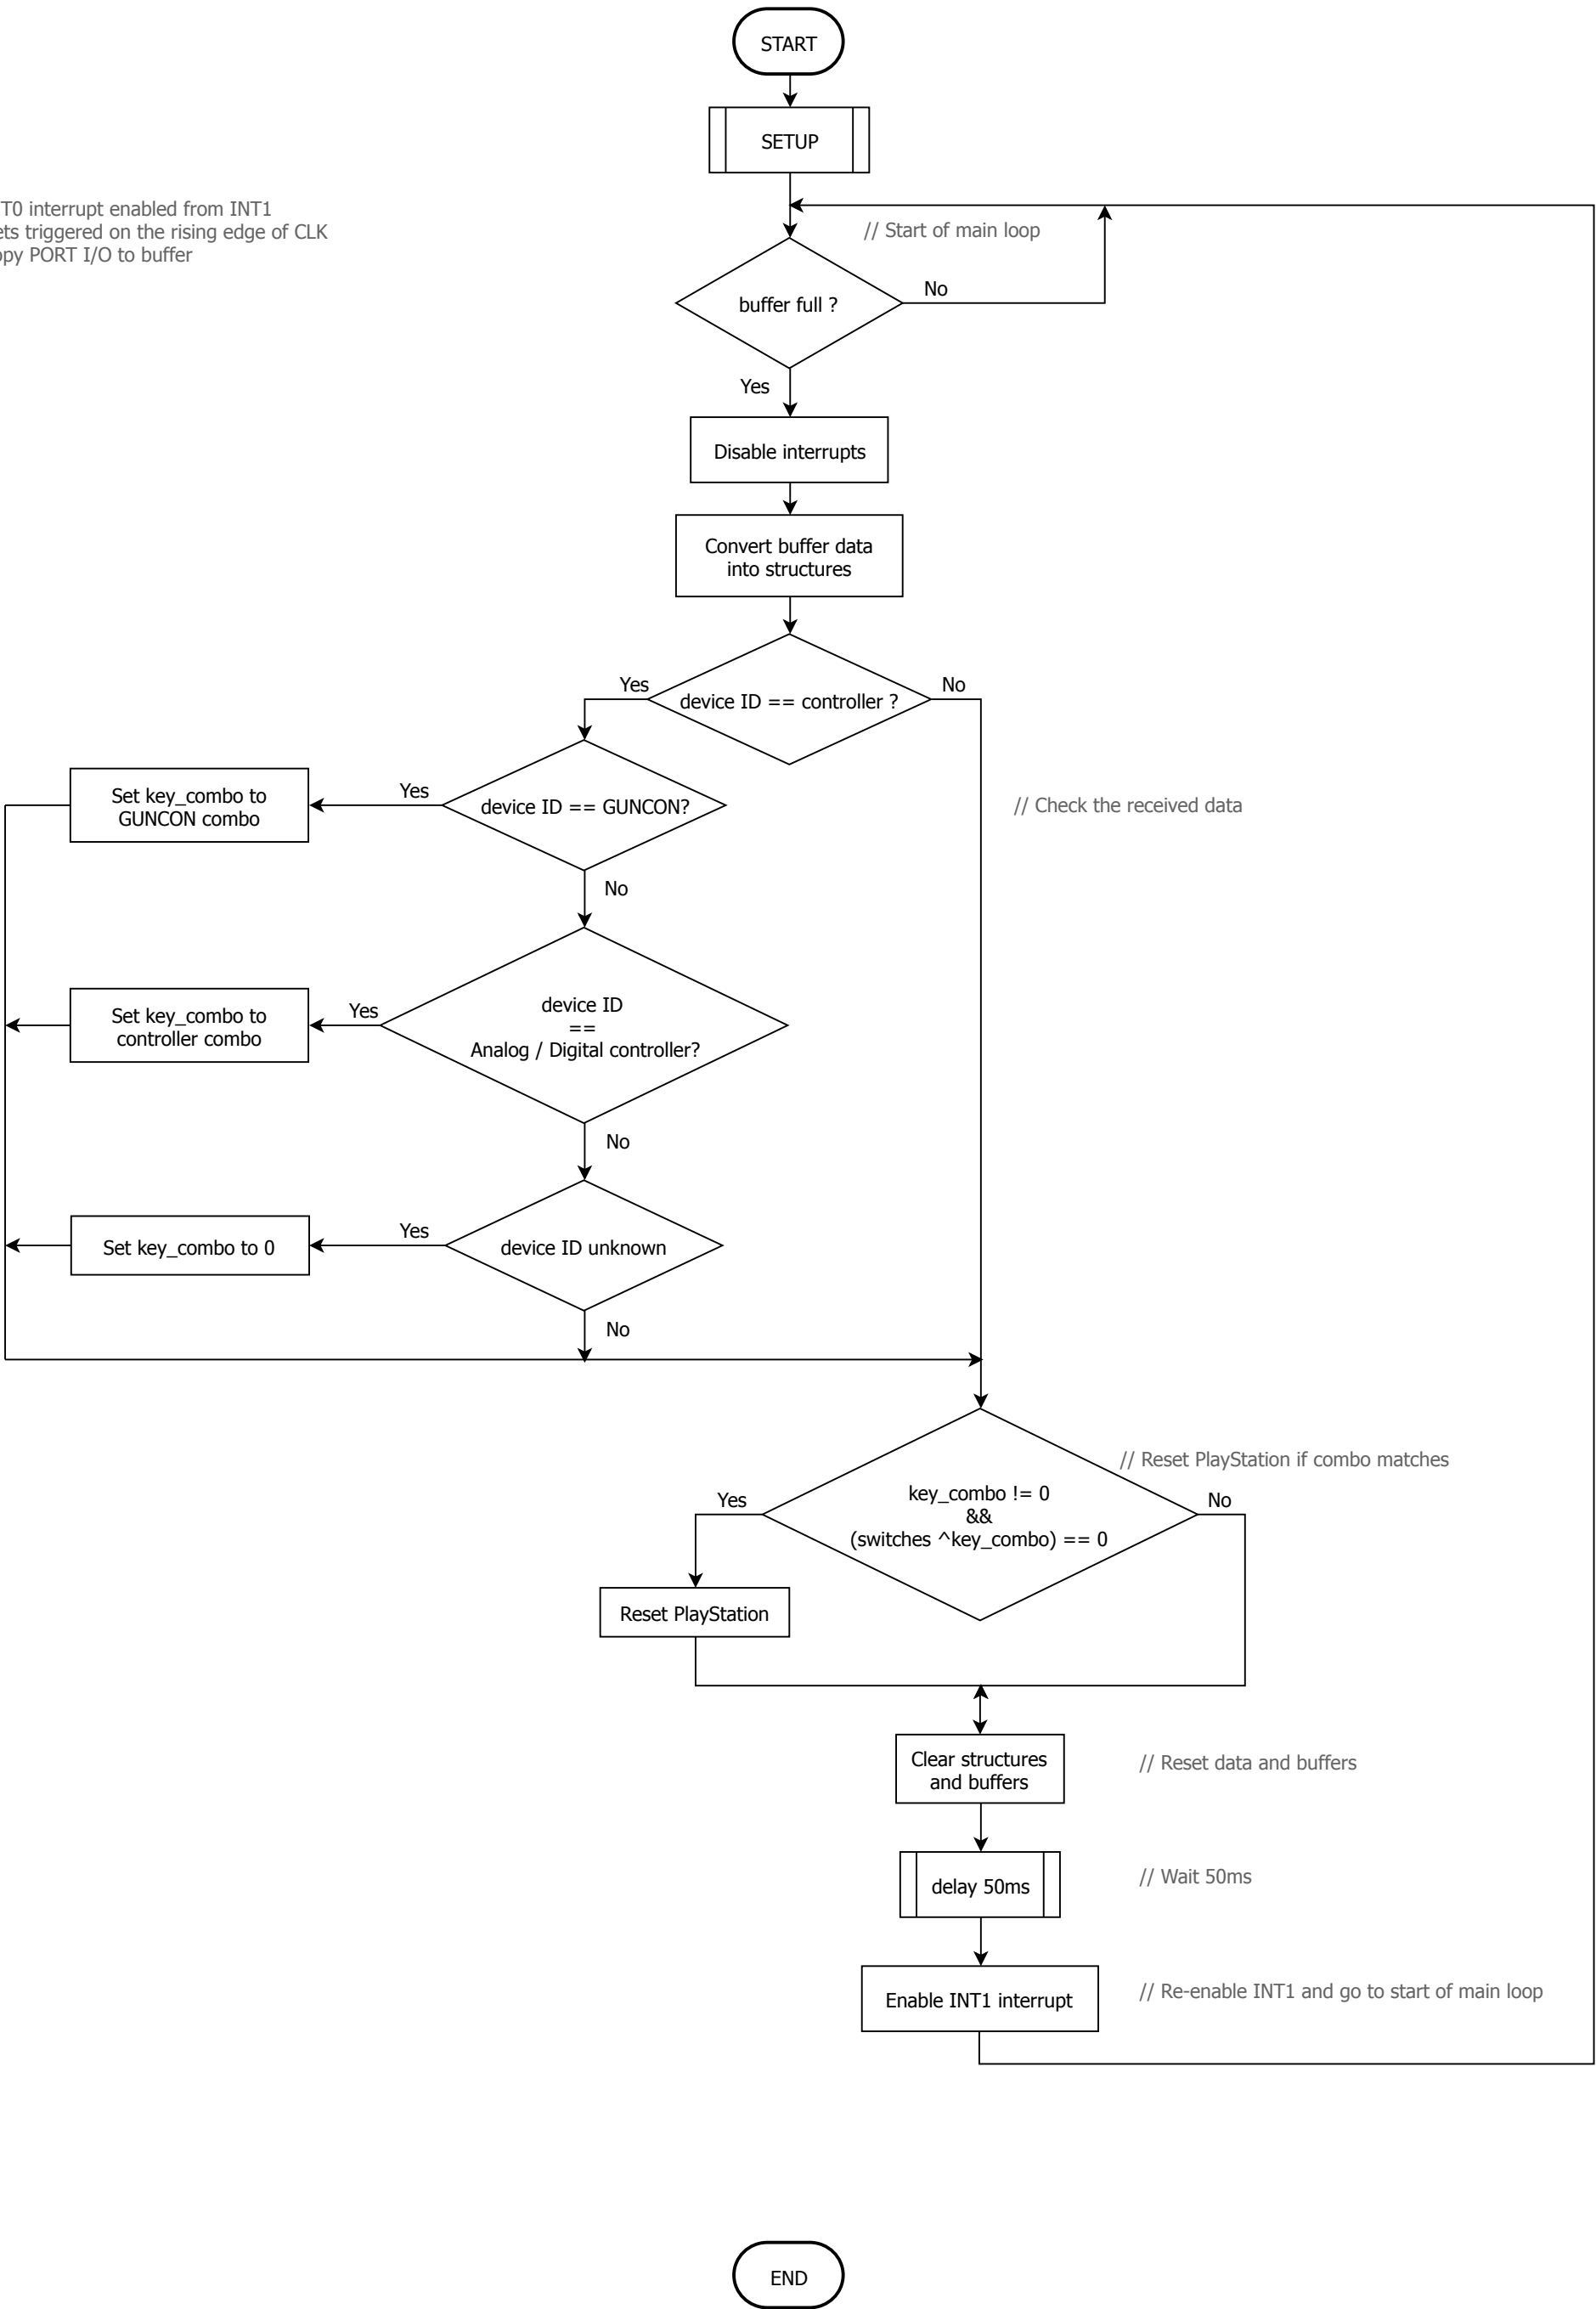 START
SETUP
interrupt enabled from INT1
triggered on the rising edge of CLK
PORT I/O to buffer
// Start of main loop
buffer full ?
No
Yes
Disable interrupts
Convert buffer data
into structures
Yes
No
device ID == controller ?
Set key_combo to
GUNCON combo
Yes
device ID == GUNCON?
// Check the received data
No
Set key_combo to
controller combo
Yes
device ID
==
Analog / Digital controller?
No
Set key_combo to 0
Yes
device ID unknown
No
// Reset PlayStation if combo matches
Yes
key_combo != 0
&&
(switches ^key_combo) == 0
No
Reset PlayStation
Clear structures
and buffers
// Reset data and buffers
delay 50ms
// Wait 50ms
Enable INT1 interrupt
// Re-enable INT1 and go to start of main loop
END